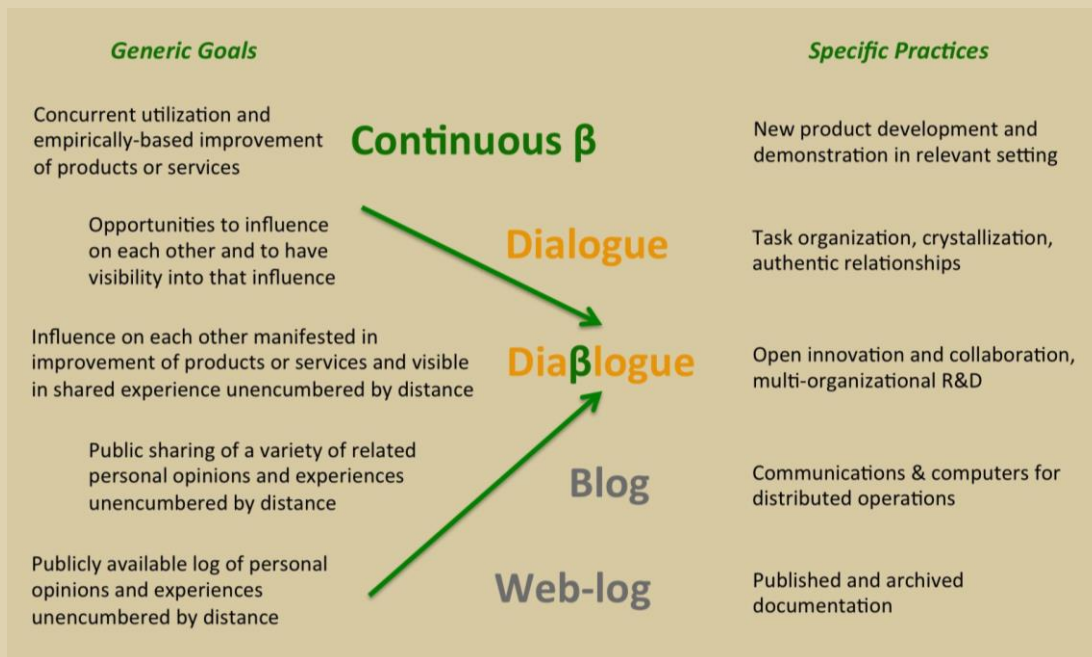 Generic Goals
Specific Practices
Concurrent utilization and
empirically-based improvement
of products or services
Continuous β
New product development and
demonstration in relevant setting
Opportunities to influence
on each other and to have
visibility into that influence
Dialogue
Task organization, crystallization,
authentic relationships
Influence on each other manifested in
improvement of products or services and visible
in shared experience unencumbered by distance
Diaβlogue
Open innovation and collaboration,
multi-organizational R&D
Public sharing of a variety of related
personal opinions and experiences
unencumbered by distance
Blog
Communications & computers for
distributed operations
Publicly available log of personal
opinions and experiences
unencumbered by distance
Web-log
Published and archived
documentation